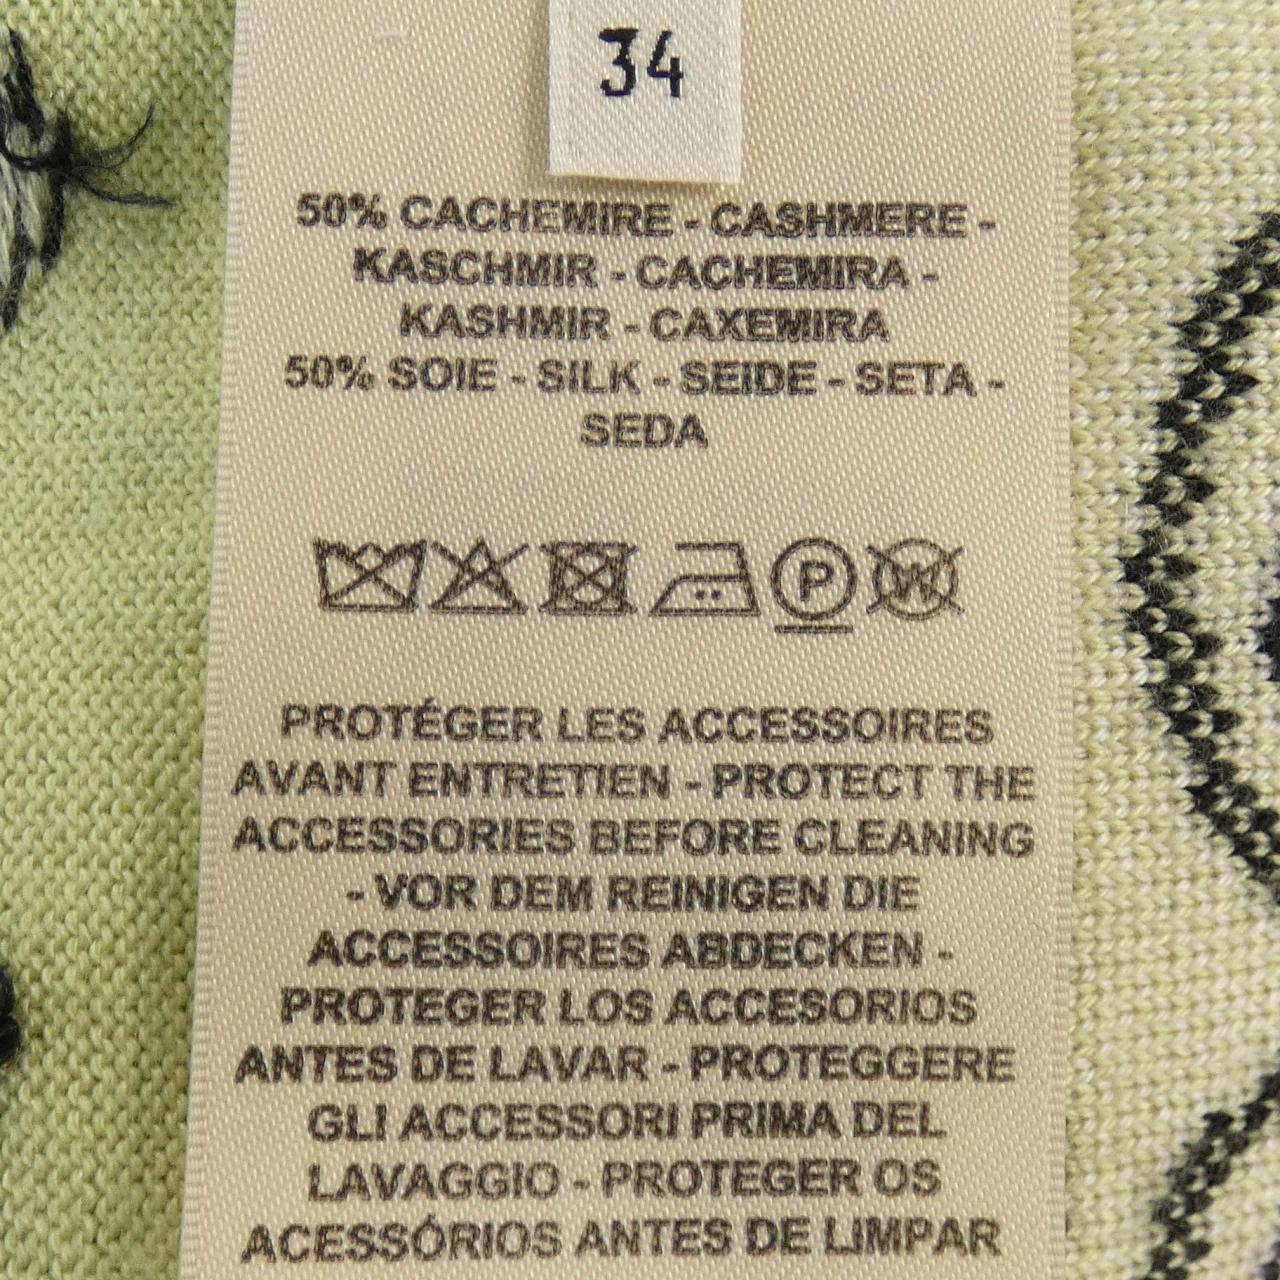 34
50% CACHEMIRE - CASHMERE -
KASCHMIR - CACHEMIRA -
KASHMIR - CAXEMIRA
50% SOIE - SILK - SEIDE - SETA -
SEDA
P W
PROTÉGER LES ACCESSOIRES
AVANT ENTRETIEN - PROTECT THE
ACCESSORIES BEFORE CLEANING
- VOR DEM REINIGEN DIE
ACCESSOIRES ABDECKEN -
PROTEGER LOS ACCESORIOS
ANTES DE LAVAR - PROTEGGERE
GLI ACCESSORI PRIMA DEL
LAVAGGIO - PROTEGER OS
ACESSÓRIOS ANTES DE LIMPAR